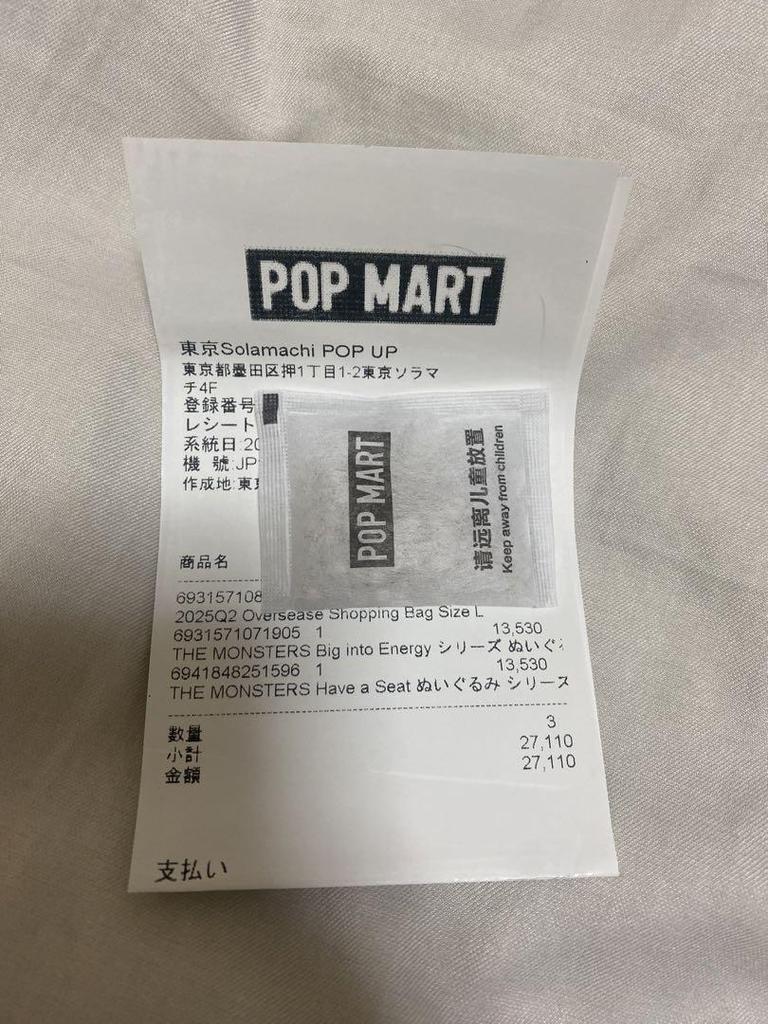 POP MART
東京Solamachi POP UP
東京都墨田区押1丁目1-2東京ソラマ
チ4F
登録番号
レシート
系統日:20
機 號:JP
作成地:東京
商品名
POP MART
请远离儿童放置
Keep away from children
693157108
2025Q2 Oversease Shopping Bag Size L
6931571071905 1 13,530
THE MONSTERS Big into Energy シリーズ ぬいぐる
6941848251596 1 13,530
THE MONSTERS Have a Seat ぬいぐるみ シリーズ
数量 3
小計 27,110
金額 27,110
支払い